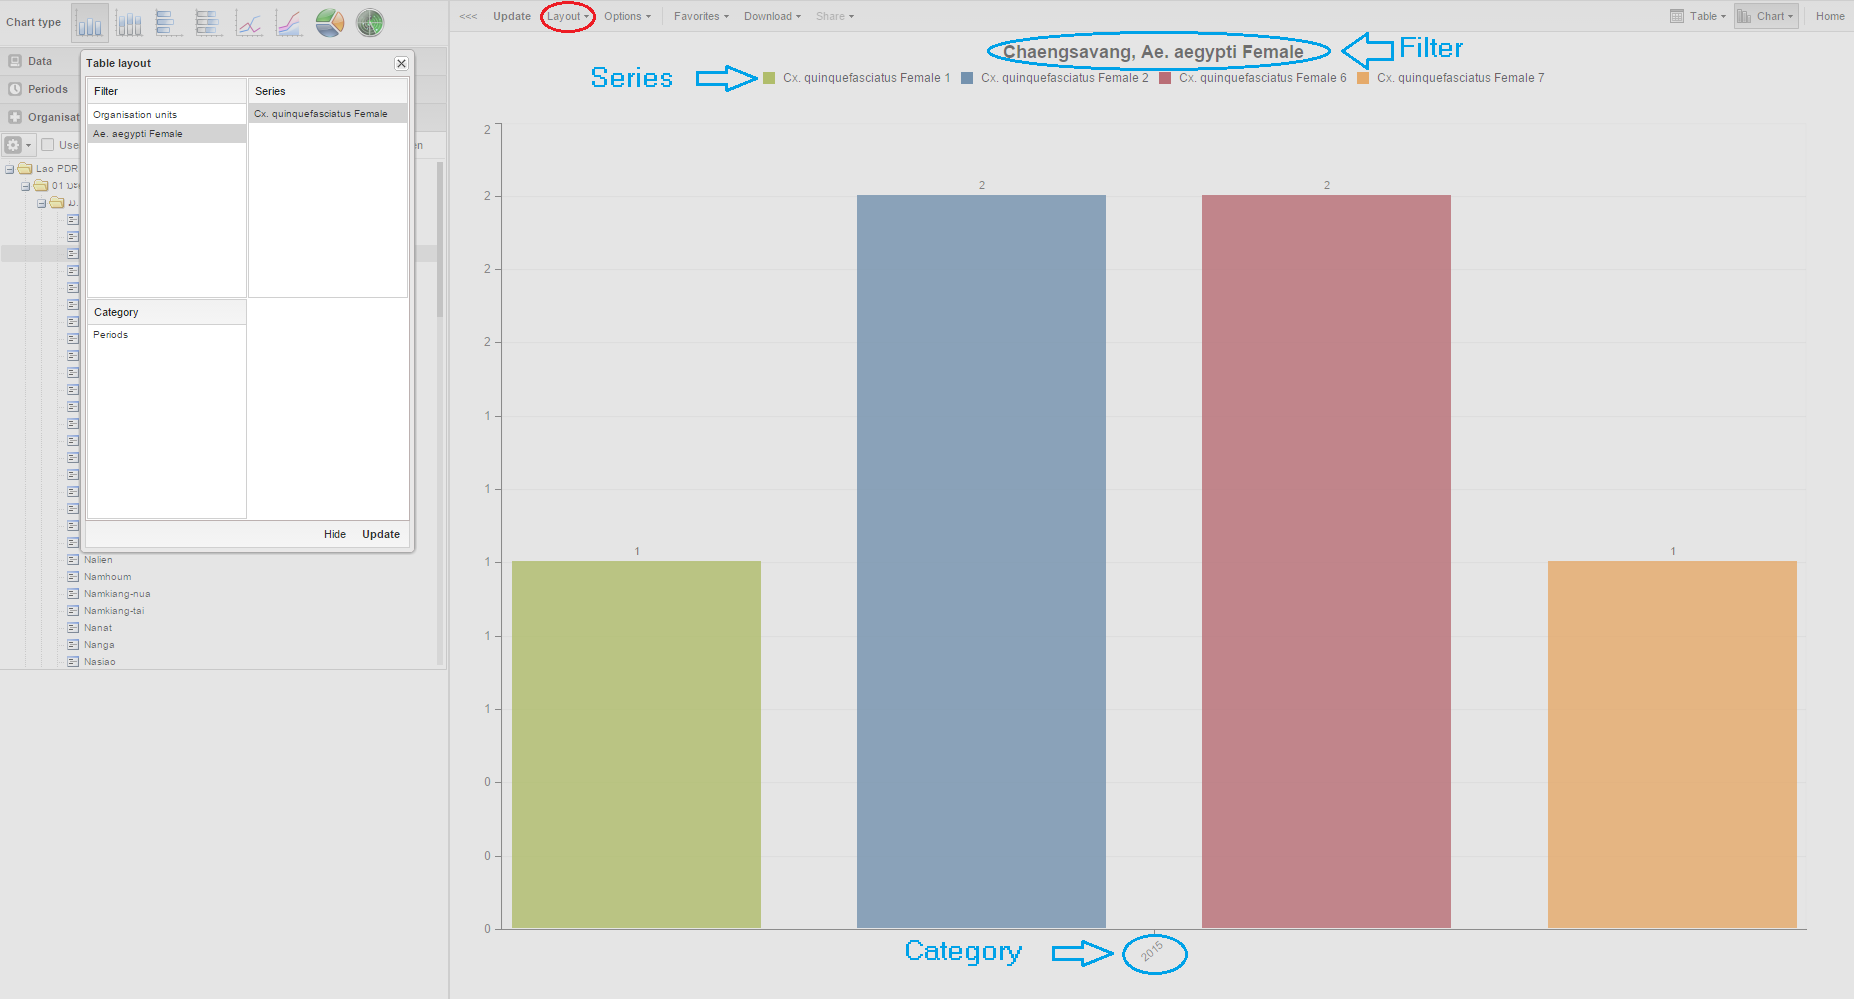 Chart type
<<<
Update
Layout
Options
Favorites
Download
Share
Table
Chart
Home
Data
Periods
Organisat
Use
en
Lao PDR
Table layout
Filter
Organisation units
Ae. aegypti Female
Series
Cx. quinquefasciatus Female
Category
Periods
Hide
Update
Nalien
Namhoum
Namkiang-nua
Namkiang-tai
Nanat
Nanga
Nasiao
Chaengsavang, Ae. aegypti Female
Filter
Series
Cx. quinquefasciatus Female 1
Cx. quinquefasciatus Female 2
Cx. quinquefasciatus Female 6
Cx. quinquefasciatus Female 7
2
2
2
2
1
1
1
1
1
0
0
0
1
2
2
1
Category
2015